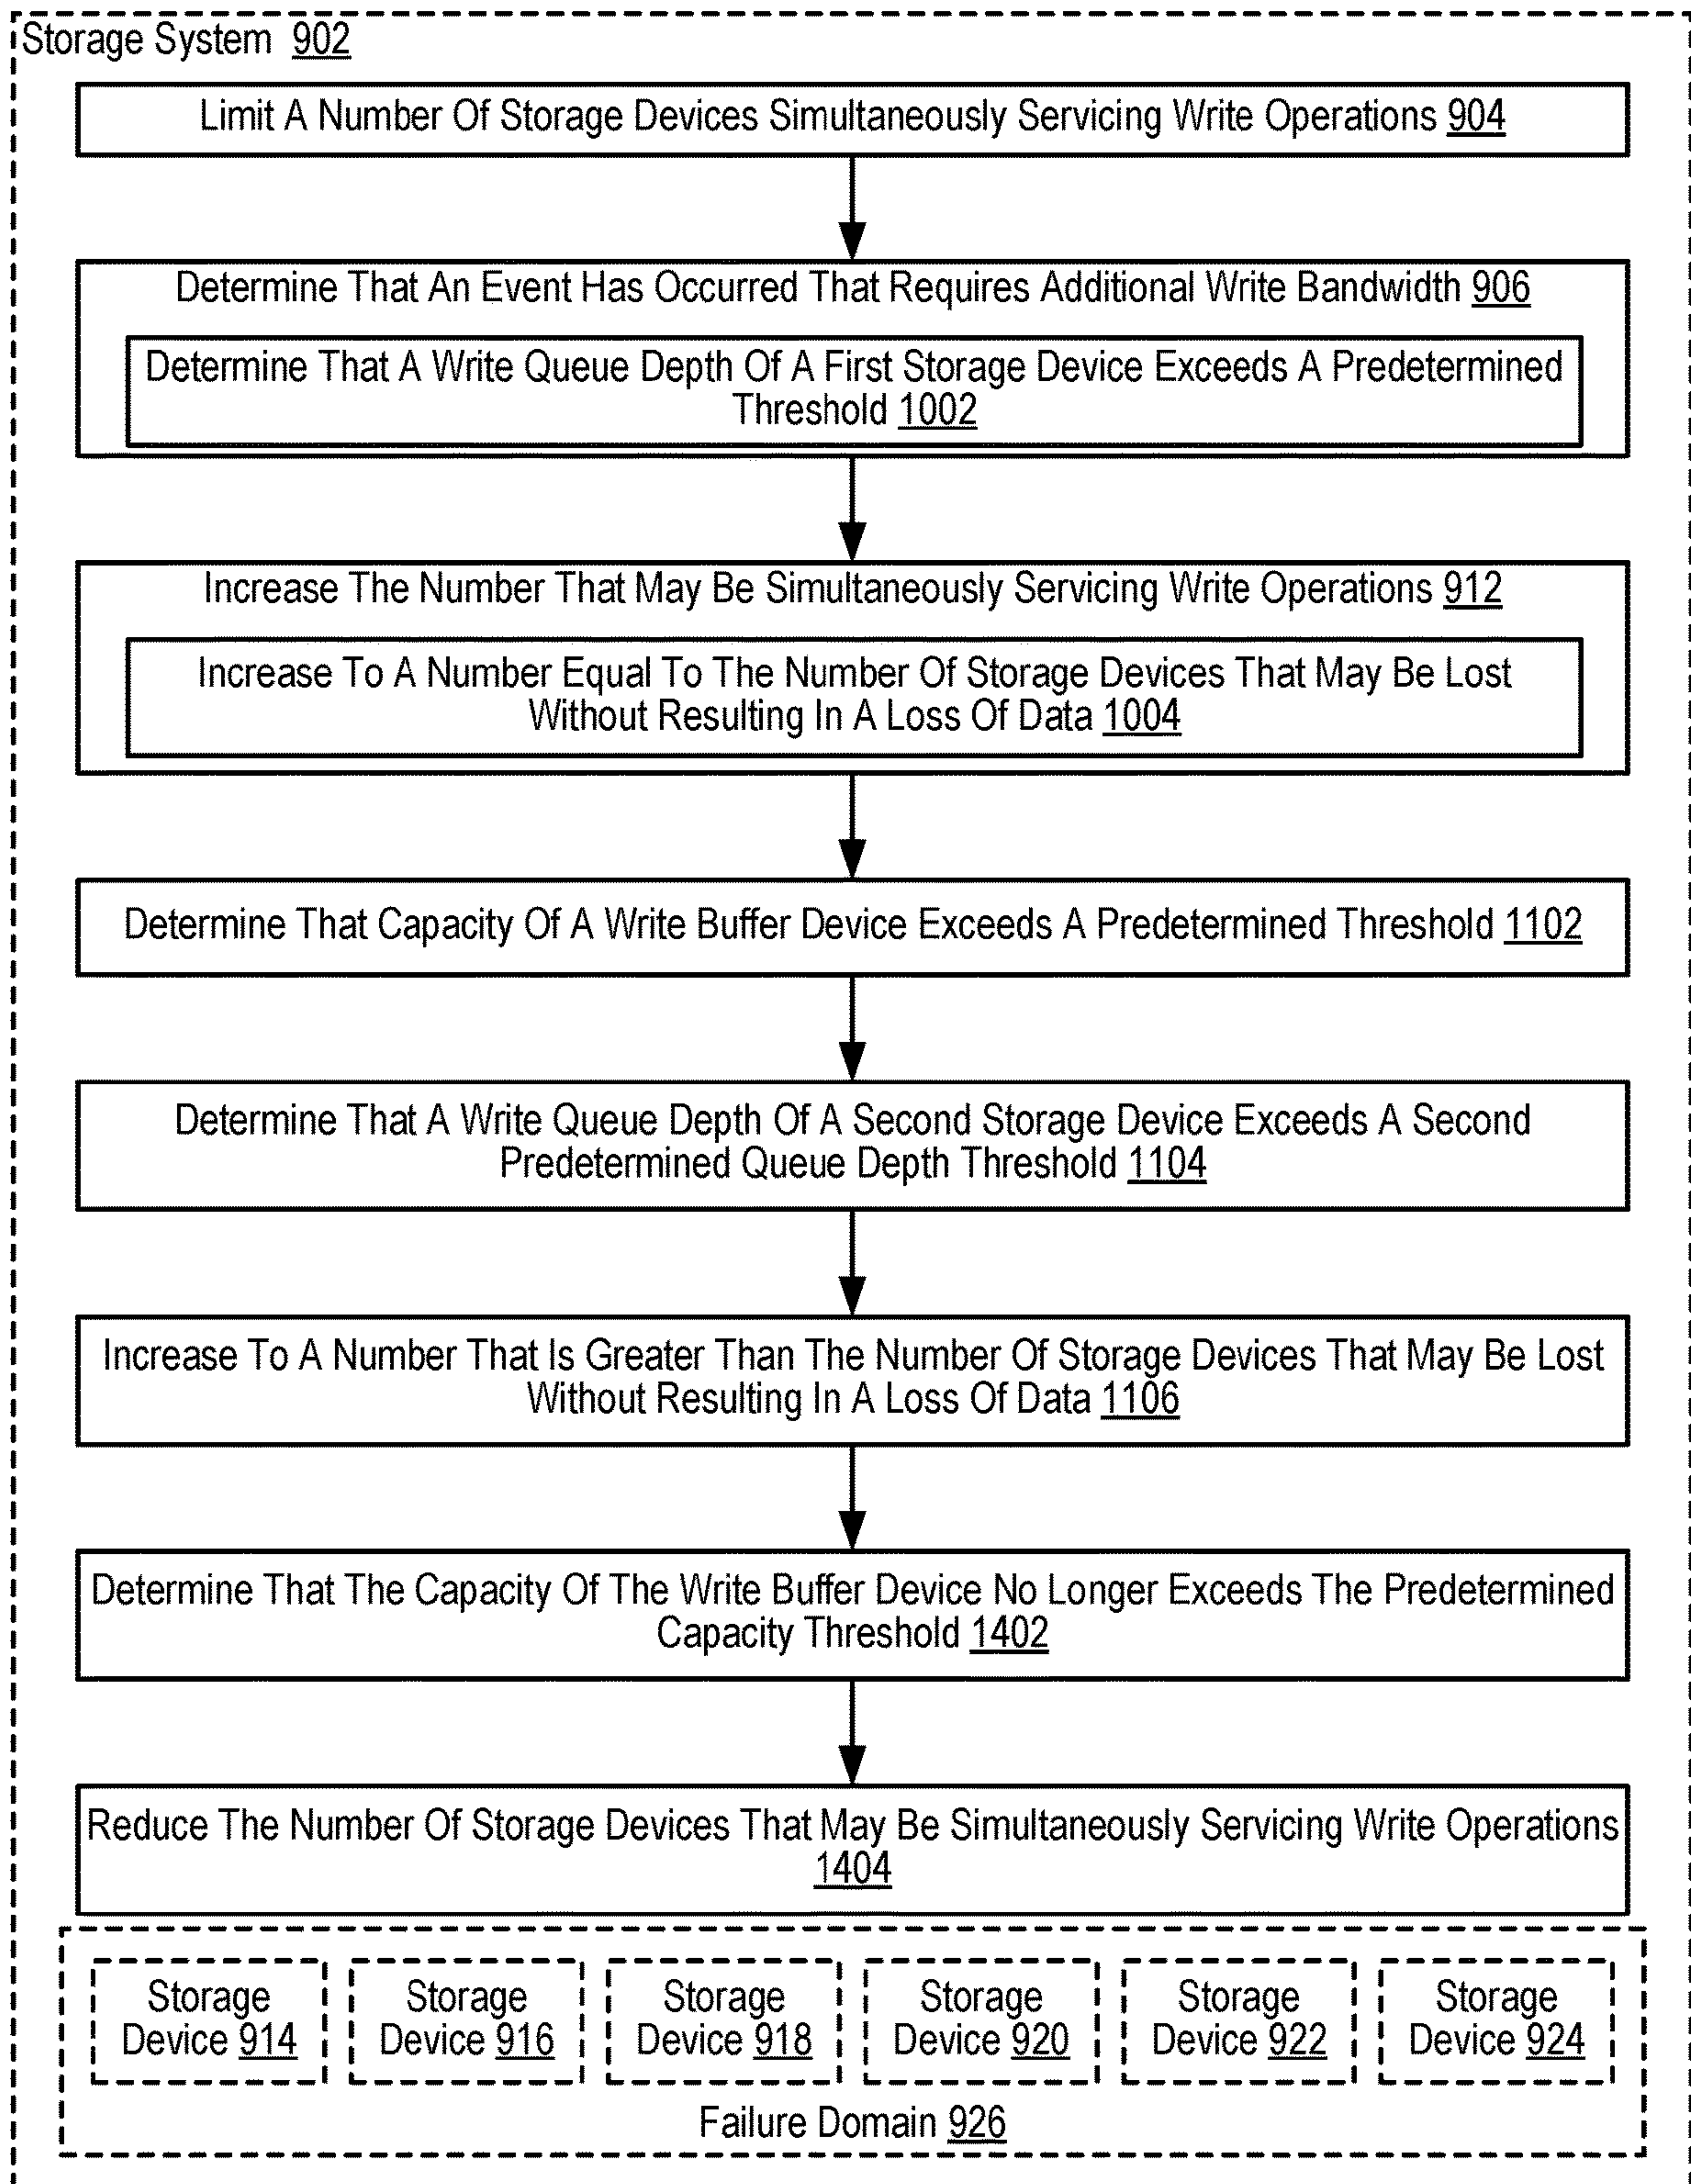 Storage System 902
Limit A Number Of Storage Devices Simultaneously Servicing Write Operations 904
Determine That An Event Has Occurred That Requires Additional Write Bandwidth 906
Determine That A Write Queue Depth Of A First Storage Device Exceeds A Predetermined
Threshold 1002
Increase The Number That May Be Simultaneously Servicing Write Operations 912
Increase To A Number Equal To The Number Of Storage Devices That May Be Lost
Without Resulting In A Loss Of Data 1004
Determine That Capacity Of A Write Buffer Device Exceeds A Predetermined Threshold 1102
Determine That A Write Queue Depth Of A Second Storage Device Exceeds A Second
Predetermined Queue Depth Threshold 1104
Increase To A Number That Is Greater Than The Number Of Storage Devices That May Be Lost
Without Resulting In A Loss Of Data 1106
Determine That The Capacity Of The Write Buffer Device No Longer Exceeds The Predetermined
Capacity Threshold 1402
Reduce The Number Of Storage Devices That May Be Simultaneously Servicing Write Operations
1404
Storage
Device 914
Storage
Device 916
Storage
Device 918
Storage
Device 920
Storage
Device 922
Storage
Device 924
Failure Domain 926